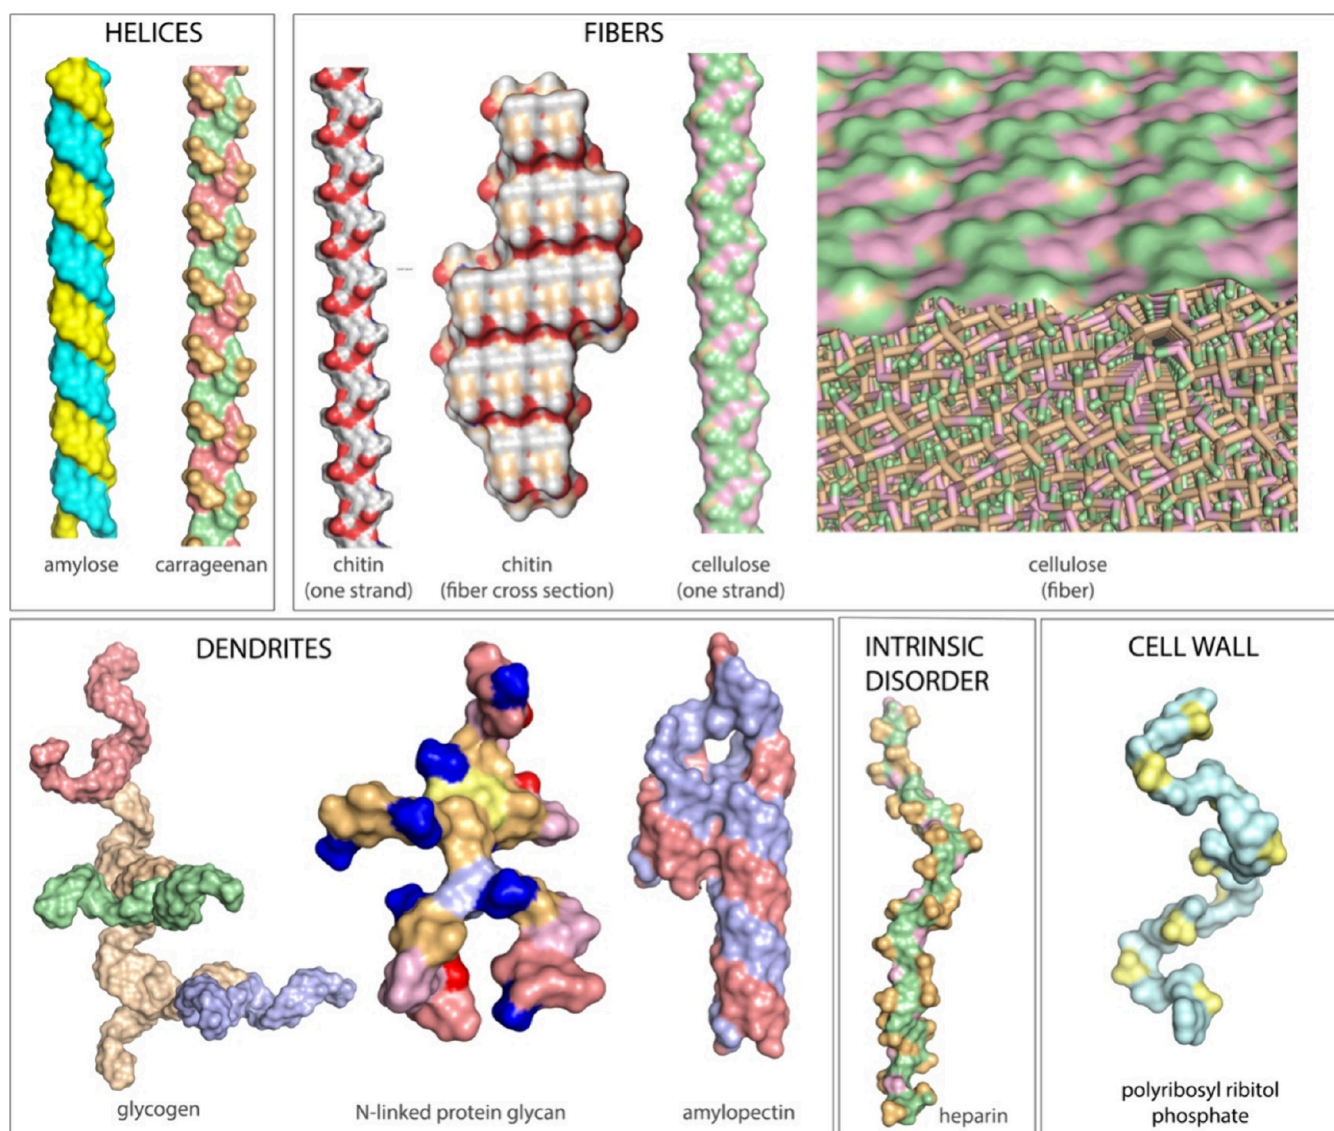 HELICES
FIBERS
amylose
carrageenan
chitin
(one strand)
chitin
(fiber cross section)
cellulose
(one strand)
cellulose
(fiber)
DENDRITES
INTRINSIC
DISORDER
CELL WALL
glycogen
N-linked protein glycan
amylopectin
heparin
polyribosyl ribitol
phosphate